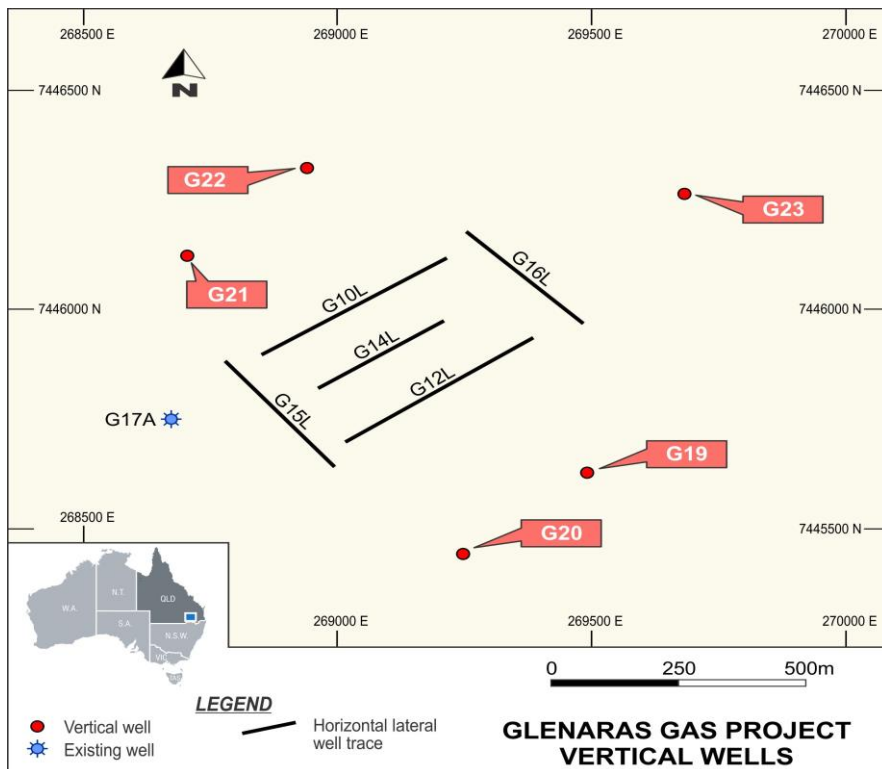 268500 E
269000 E
269500 E
270000 E
7446500 N
7446500 N
N
G22
G23
G21
G16L
G10L
7446000 N
7446000 N
G14L
G12L
G15L
G17A
G19
268500 E
7445500 N
G20
269000 E
269500 E
270000 E
W.A.
N.T.
QLD
S.A.
N.S.W.
0
250
500m
LEGEND
Vertical well
Existing well
Horizontal lateral
well trace
GLENARAS GAS PROJECT
VERTICAL WELLS